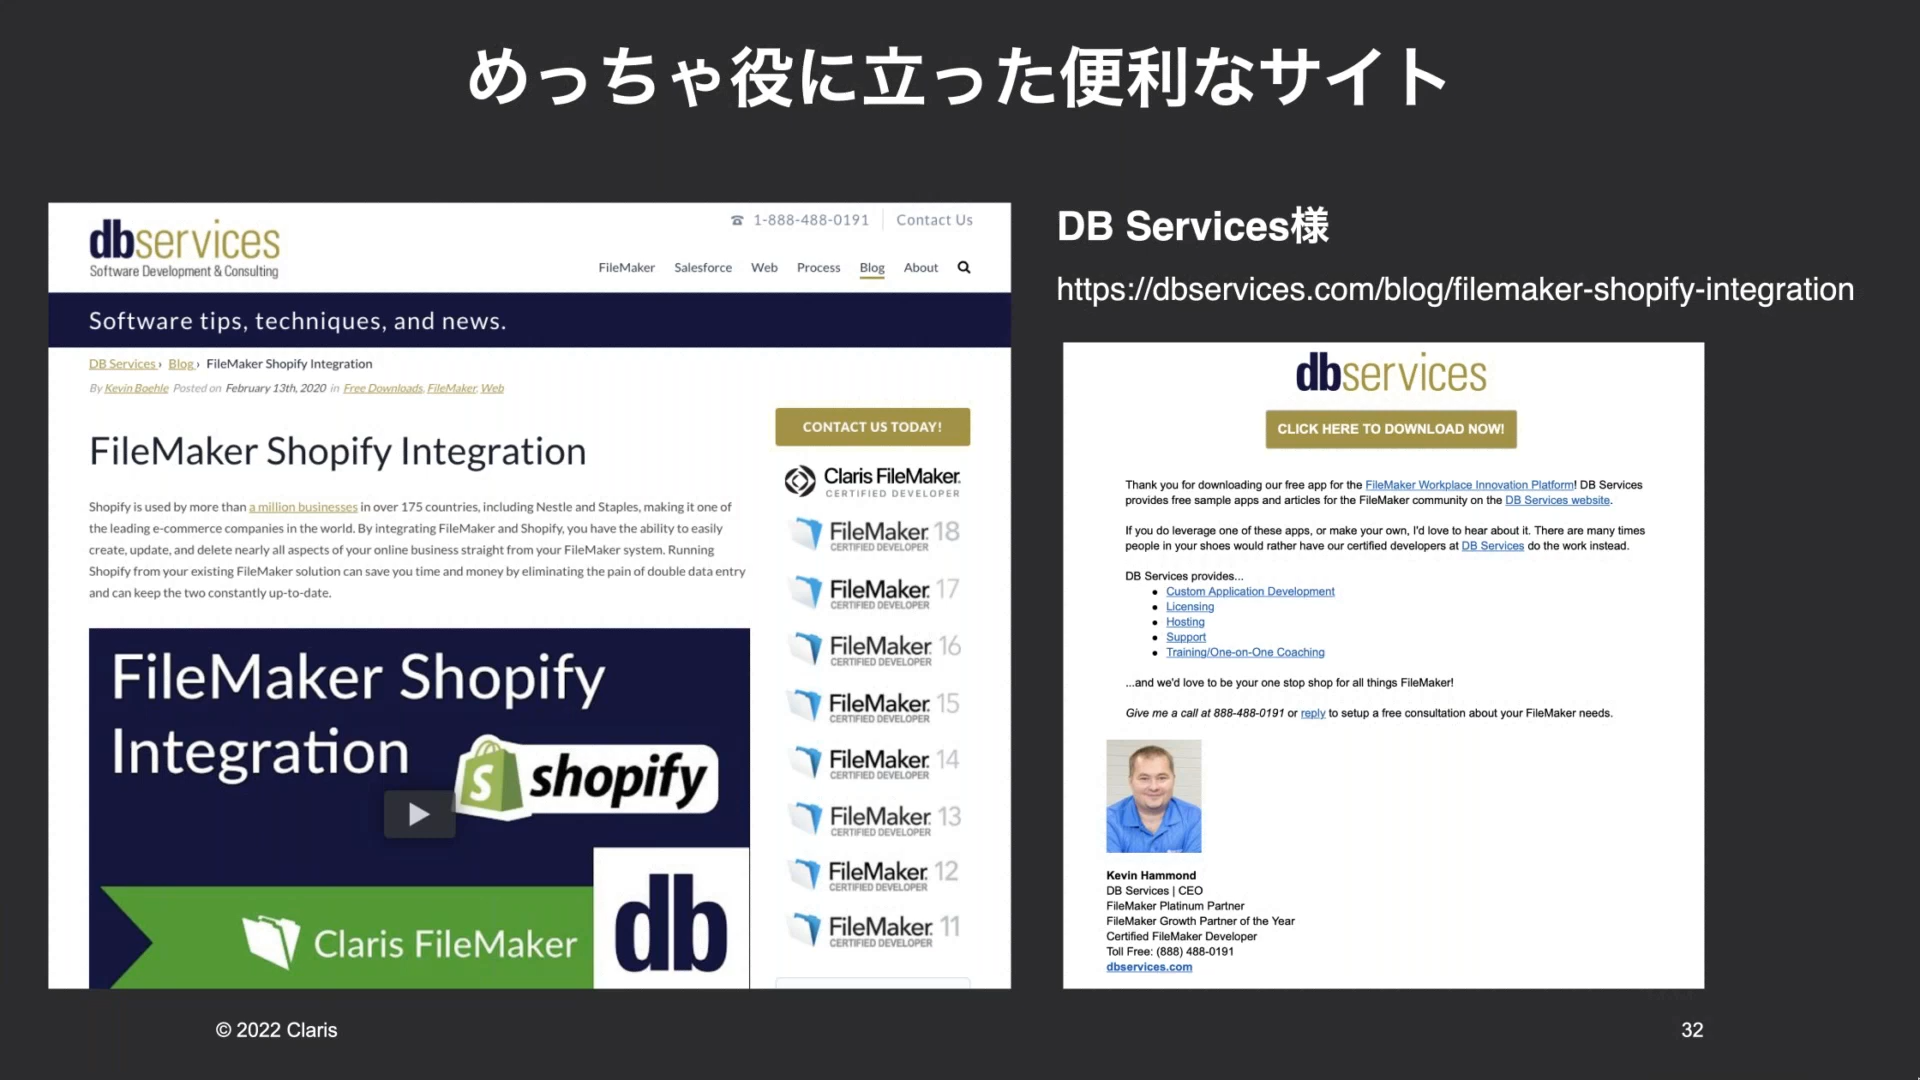 めっちゃ役に立った便利なサイト
dbservices
Software Development & Consulting
1-888-488-0191
Contact Us
FileMaker Salesforce Web Process Blog About
Software tips, techniques, and news.
DB Services › Blog › FileMaker Shopify Integration
By Kevin Boehle Posted on February 13th, 2020 in Free Downloads, FileMaker, Web
FileMaker Shopify Integration
Shopify is used by more than a million businesses in over 175 countries, including Nestle and Staples, making it one of
the leading e-commerce companies in the world. By integrating FileMaker and Shopify, you have the ability to easily
create, update, and delete nearly all aspects of your online business straight from your FileMaker system. Running
Shopify from your existing FileMaker solution can save you time and money by eliminating the pain of double data entry
and can keep the two constantly up-to-date.
FileMaker Shopify
Integration
shopify
Claris FileMaker
db
CONTACT US TODAY!
Claris FileMaker.
CERTIFIED DEVELOPER
FileMaker. 18
CERTIFIED DEVELOPER
FileMaker. 17
CERTIFIED DEVELOPER
FileMaker. 16
CERTIFIED DEVELOPER
FileMaker. 15
CERTIFIED DEVELOPER
FileMaker. 14
CERTIFIED DEVELOPER
FileMaker. 13
CERTIFIED DEVELOPER
FileMaker. 12
CERTIFIED DEVELOPER
FileMaker. 11
CERTIFIED DEVELOPER
DB Services様
https://dbservices.com/blog/filemaker-shopify-integration
dbservices
CLICK HERE TO DOWNLOAD NOW!
Thank you for downloading our free app for the FileMaker Workplace Innovation Platform! DB Services
provides free sample apps and articles for the FileMaker community on the DB Services website.
If you do leverage one of these apps, or make your own, I'd love to hear about it. There are many times
people in your shoes would rather have our certified developers at DB Services do the work instead.
DB Services provides...
• Custom Application Development
• Licensing
• Hosting
• Support
• Training/One-on-One Coaching
...and we'd love to be your one stop shop for all things FileMaker!
Give me a call at 888-488-0191 or reply to setup a free consultation about your FileMaker needs.
Kevin Hammond
DB Services | CEO
FileMaker Platinum Partner
FileMaker Growth Partner of the Year
Certified FileMaker Developer
Toll Free: (888) 488-0191
dbservices.com
© 2022 Claris
32